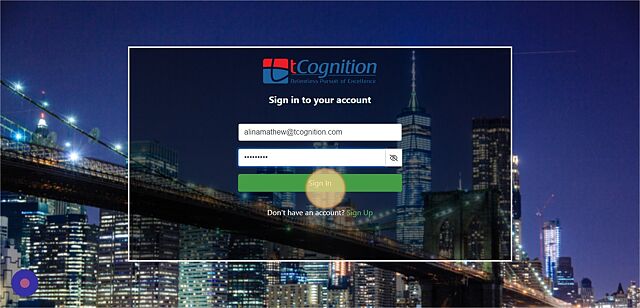 tCognition
Relentless Pursuit of Excellence
Sign in to your account
alinamathew@tcognition.com
•••••••••
Sign In
Don't have an account? Sign Up